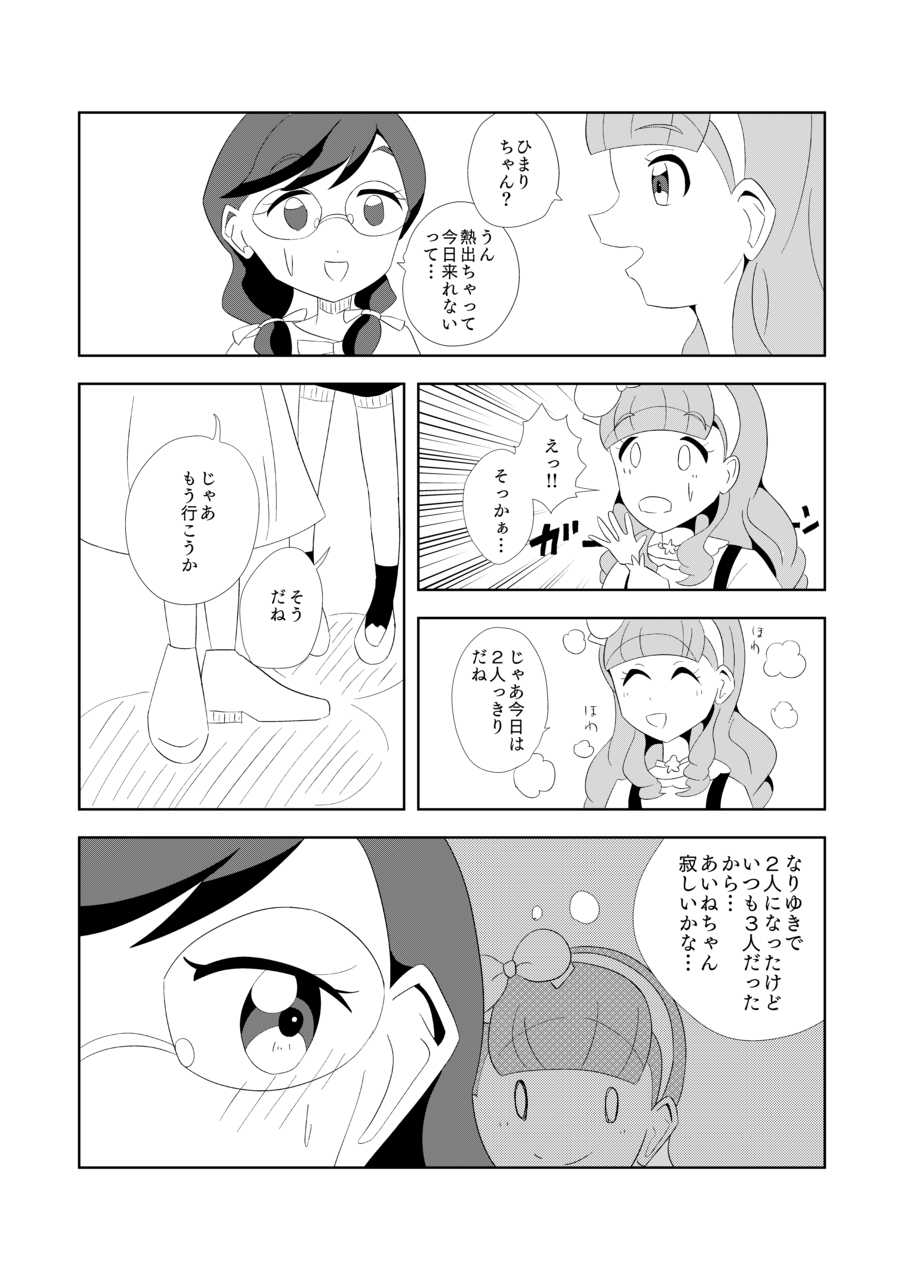 ひまり
ちゃん？
うん
熱出ちゃって
今日来れない
って…
えっ!!
そっかぁ…
ガーン
じゃあ今日は
２人っきり
だね
ほわ
ほわ
じゃあ
もう行こうか
そう
だね
なりゆきで
２人になったけど
いつも３人だった
から…
あいねちゃん
寂しいかな…